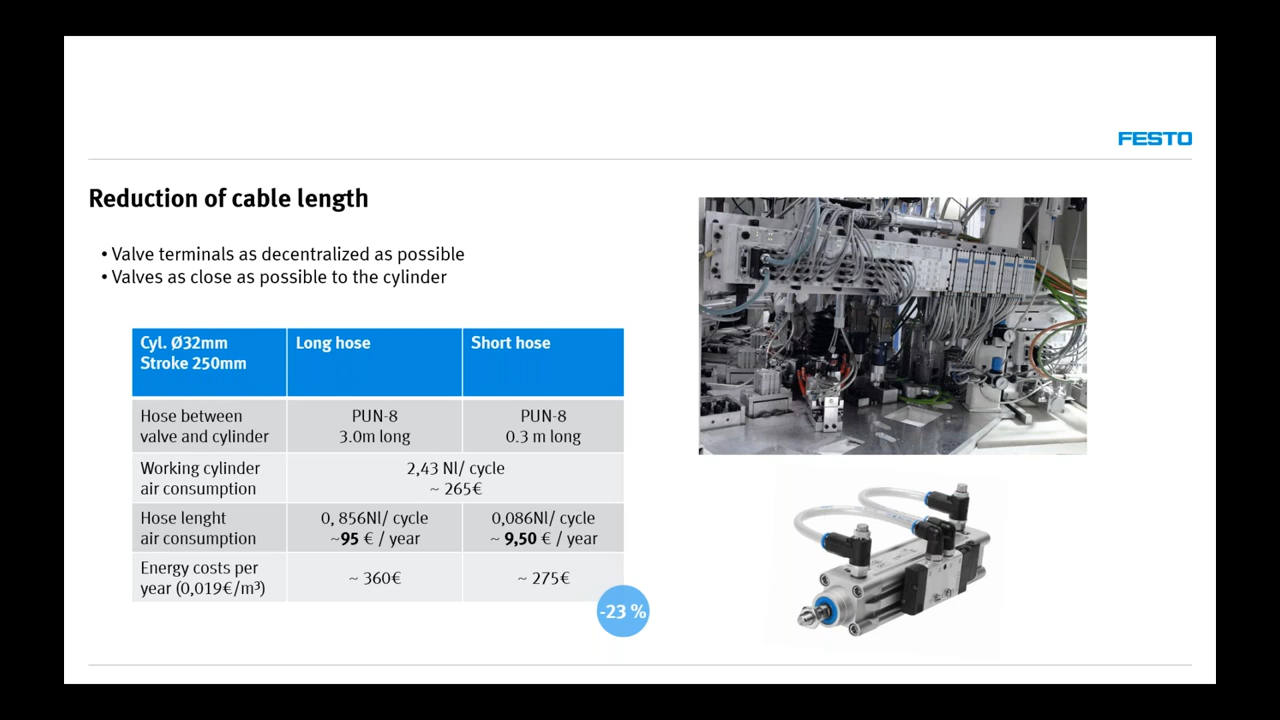 FESTO
Reduction of cable length
• Valve terminals as decentralized as possible
• Valves as close as possible to the cylinder
Cyl. Ø32mm
Stroke 250mm
Long hose
Short hose
Hose between
valve and cylinder
PUN-8
3.0m long
PUN-8
0.3 m long
Working cylinder
air consumption
2,43 Nl/ cycle
~ 265€
Hose lenght
air consumption
0, 856Nl/ cycle
~95 € / year
0,086Nl/ cycle
~ 9,50 € / year
Energy costs per
year (0,019€/m³)
~ 360€
~ 275€
-23 %